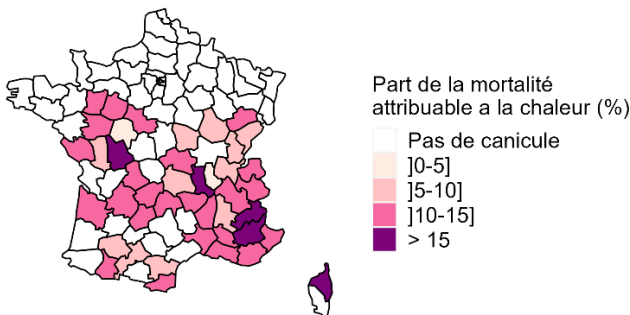 Part de la mortalité
attribuable a la chaleur (%)
Pas de canicule
]0-5]
]5-10]
]10-15]
> 15